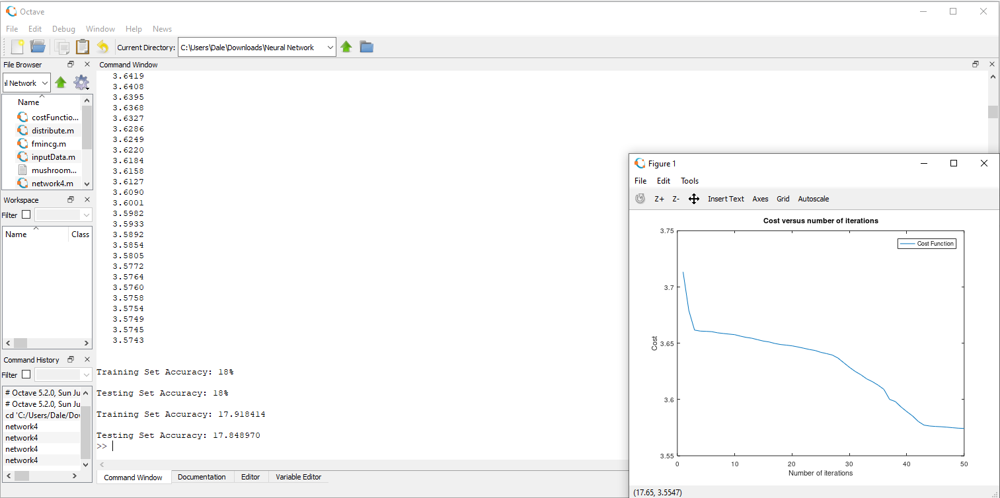 Octave
File Edit Debug Window Help News
Current Directory: C:\Users\Dale\Downloads\Neural Network
File Browser
al Network
Name
costFunctio...
distribute.m
fmincg.m
inputData.m
mushroom...
network4.m
Workspace
Filter
Name Class
Command History
Filter
# Octave 5.2.0, Sun Ju
# Octave 5.2.0, Sun Ju
cd 'C:/Users/Dale/Do
network4
network4
network4
network4
Command Window
3.6419
3.6408
3.6395
3.6368
3.6327
3.6286
3.6249
3.6220
3.6184
3.6158
3.6127
3.6090
3.6001
3.5982
3.5933
3.5892
3.5854
3.5805
3.5772
3.5764
3.5760
3.5758
3.5754
3.5749
3.5745
3.5743
Training Set Accuracy: 18%
Testing Set Accuracy: 18%
Training Set Accuracy: 17.918414
Testing Set Accuracy: 17.848970
>>
Command Window Documentation Editor Variable Editor
Figure 1
File Edit Tools
Z+ Z- Insert Text Axes Grid Autoscale
Cost versus number of iterations
Cost Function
3.75
3.7
3.65
3.6
3.55
Cost
0 10 20 30 40 50
Number of iterations
(17.65, 3.5547)